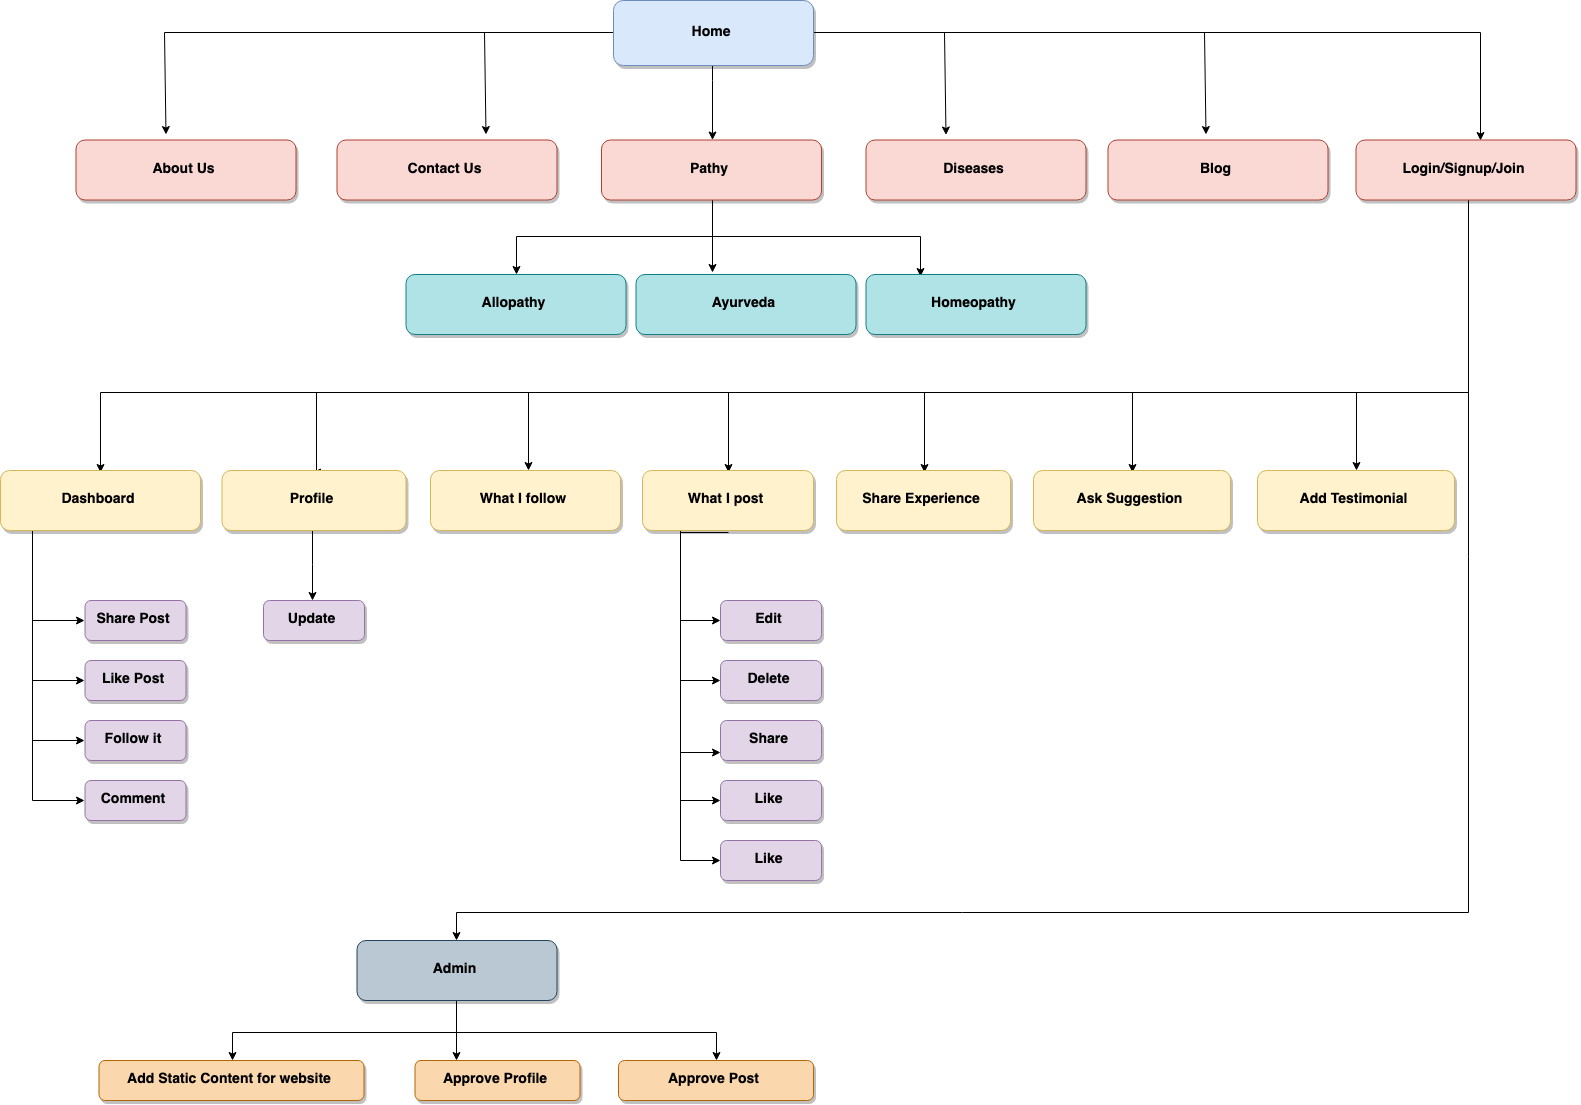 Home
About Us
Contact Us
Pathy
Diseases
Blog
Login/Signup/Join
Allopathy
Ayurveda
Homeopathy
Dashboard
Profile
What I follow
What I post
Share Experience
Ask Suggestion
Add Testimonial
Share Post
Like Post
Follow it
Comment
Update
Edit
Delete
Share
Like
Like
Admin
Add Static Content for website
Approve Profile
Approve Post